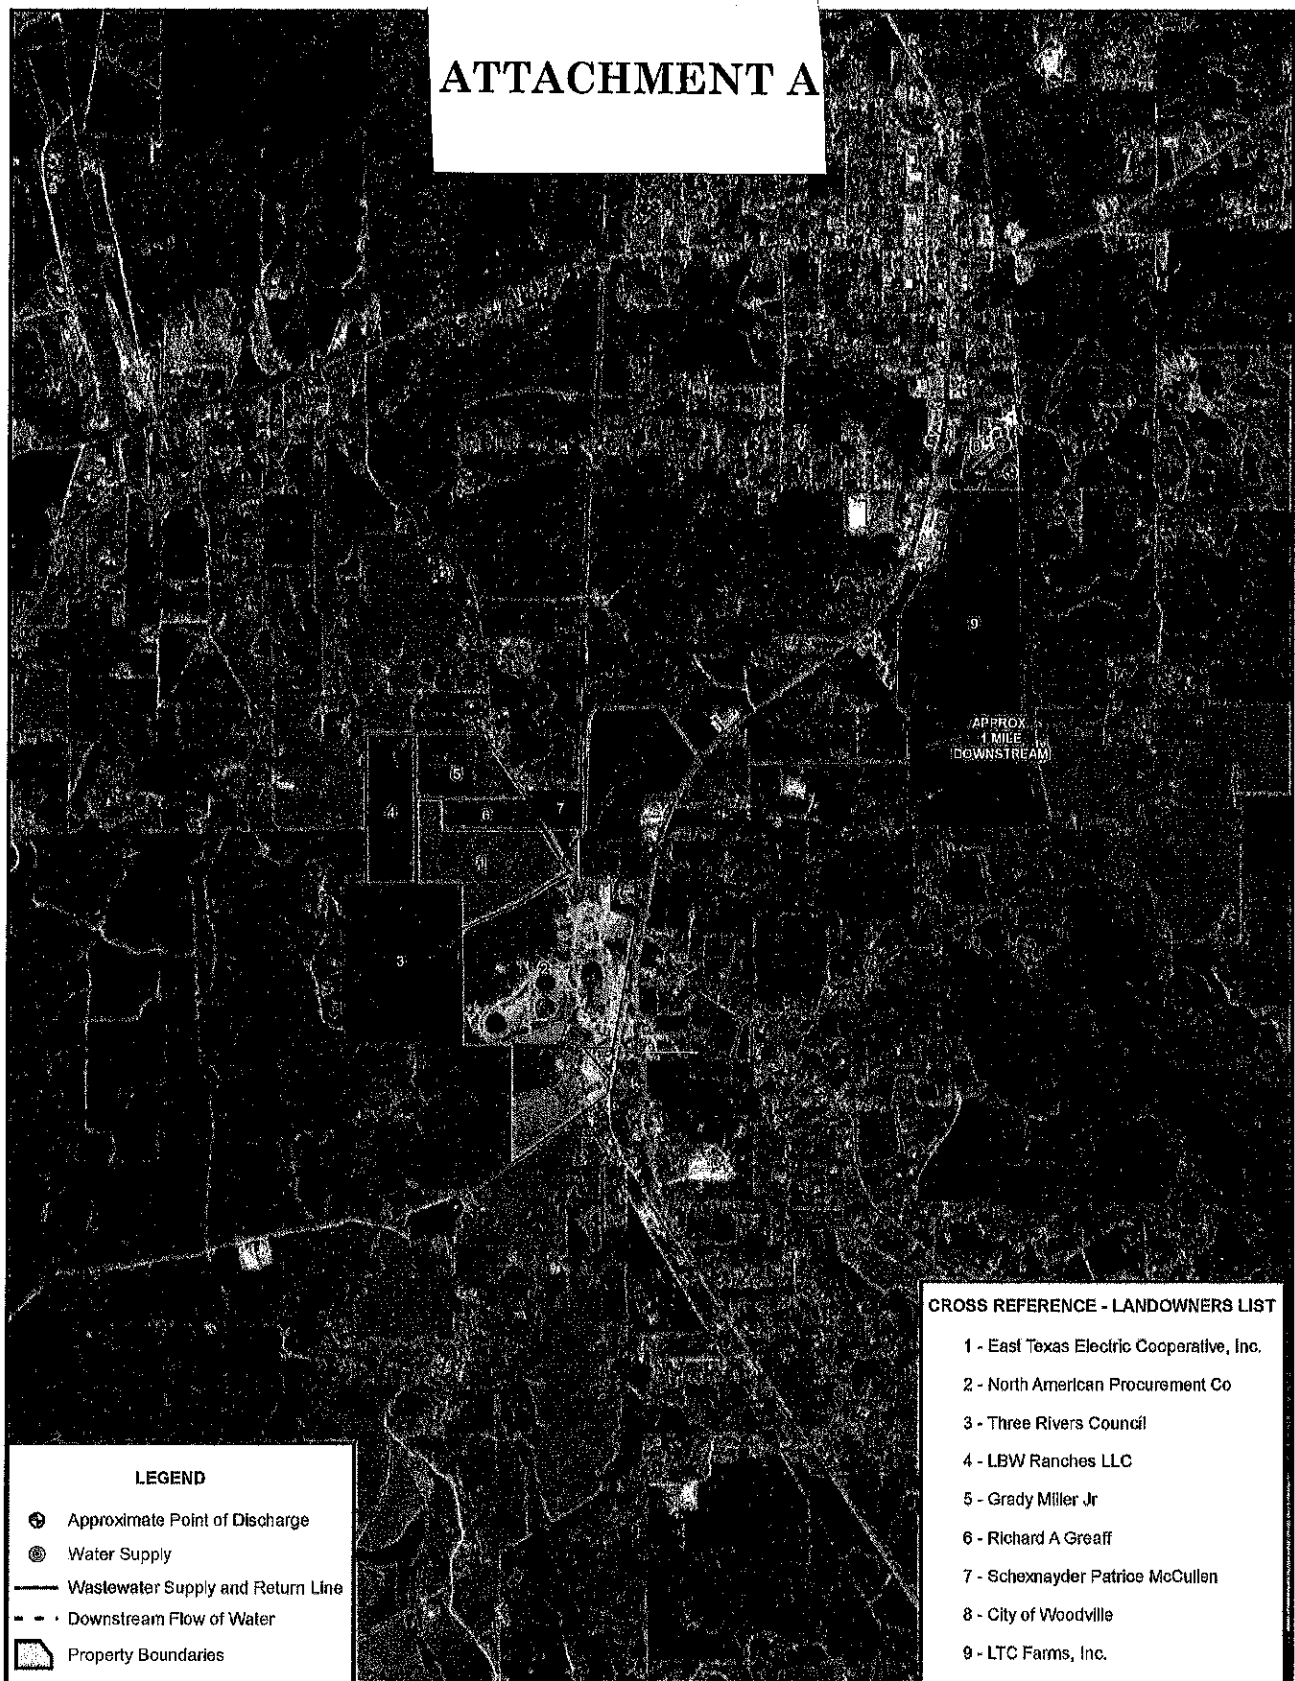 ATTACHMENT A
9
APPROX
1 MILE
DOWNSTREAM
5
4
6
7
3
CROSS REFERENCE - LANDOWNERS LIST
1 - East Texas Electric Cooperative, Inc.
2 - North American Procurement Co
3 - Three Rivers Council
4 - LBW Ranches LLC
5 - Grady Miller Jr
6 - Richard A Greaff
7 - Schexnayder Patrice McCullen
8 - City of Woodville
9 - LTC Farms, Inc.
LEGEND
Approximate Point of Discharge
Water Supply
Wastewater Supply and Return Line
Downstream Flow of Water
Property Boundaries